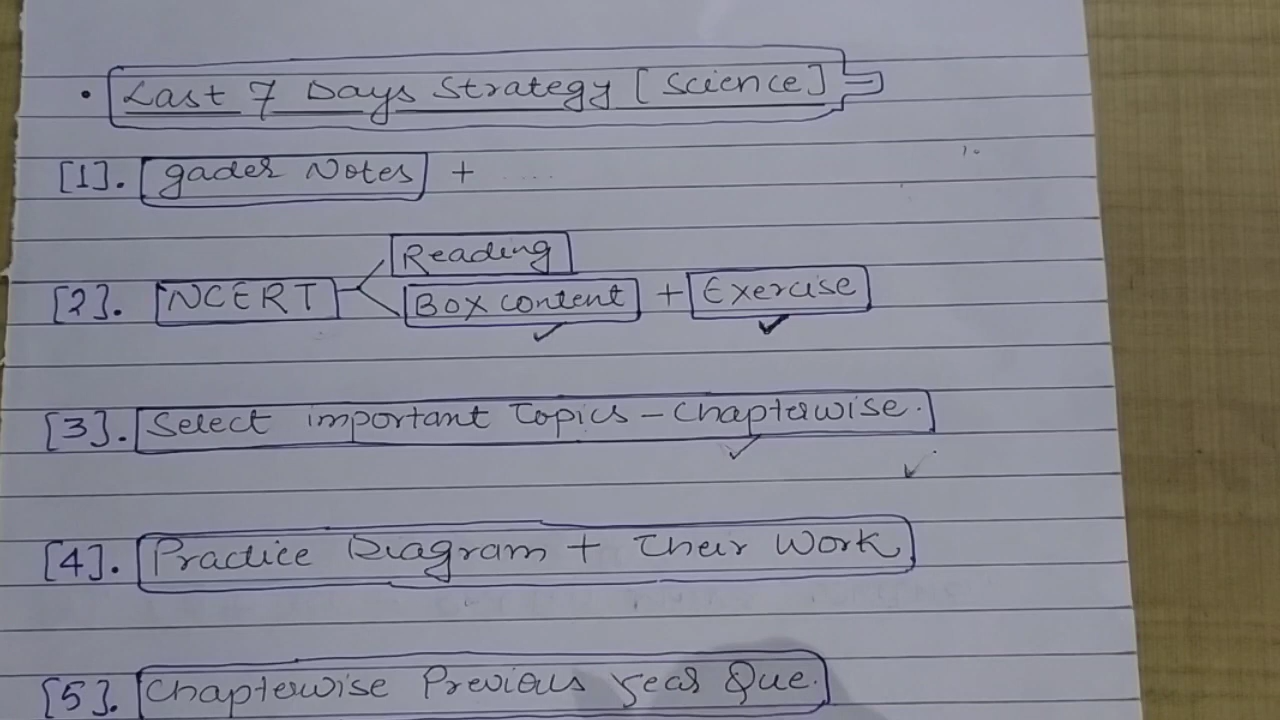 • Last 7 Days Strategy [Science]
[1]. gader Notes +
[2]. NCERT Reading
Box content + Exercise
[3]. Select important Topics - Chapterwise.
[4]. Practice Diagram + Their Work
[5]. Chapterwise Previous year Que.